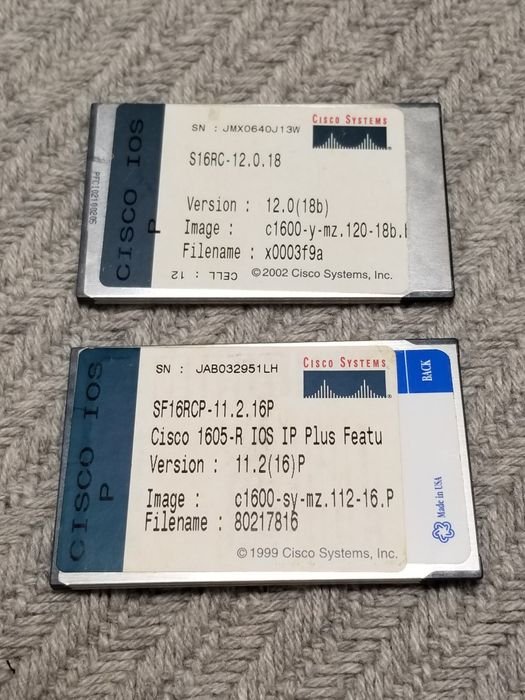 CISCO SYSTEMS
SN : JMX0640J13W
S16RC-12.0.18
Version : 12.0(18b)
Image : c1600-y-mz.120-18b.
Filename : x0003f9a
CELL : 12
©2002 Cisco Systems, Inc.
CISCO IOS
P
CISCO SYSTEMS
SN : JAB032951LH
SF16RCP-11.2.16P
Cisco 1605-R IOS IP Plus Featu
Version : 11.2(16)P
Image : c1600-sy-mz.112-16.P
Filename : 80217816
©1999 Cisco Systems, Inc.
CISCO IOS
P
BACK
Made in USA